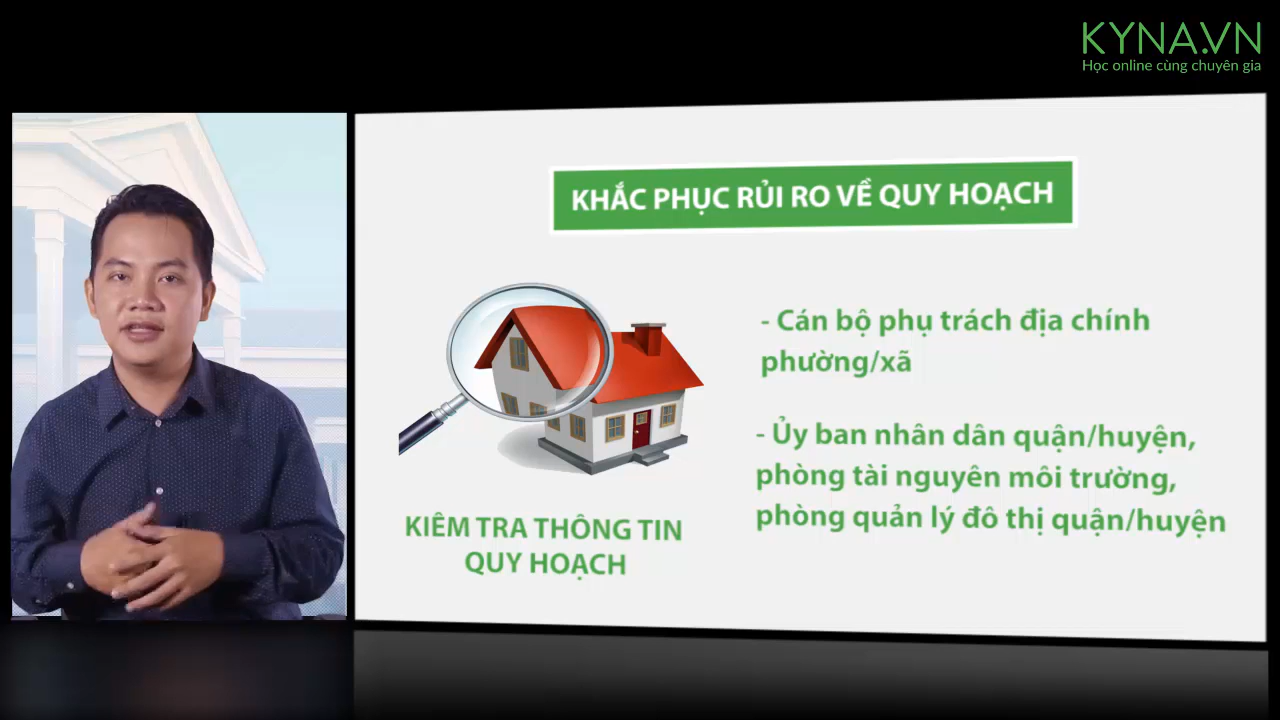 KYNA.VN
Học online cùng chuyên gia
KHẮC PHỤC RỦI RO VỀ QUY HOẠCH
- Cán bộ phụ trách địa chính
phường/xã
- Ủy ban nhân dân quận/huyện,
phòng tài nguyên môi trường,
phòng quản lý đô thị quận/huyện
KIÊM TRA THÔNG TIN
QUY HOẠCH